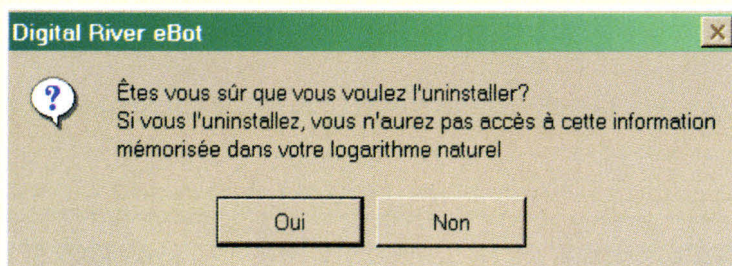 Digital River eBot
Êtes vous sûr que vous voulez l'uninstaller?
Si vous l'uninstallez, vous n'aurez pas accès à cette information
mémorisée dans votre logarithme naturel
Oui
Non